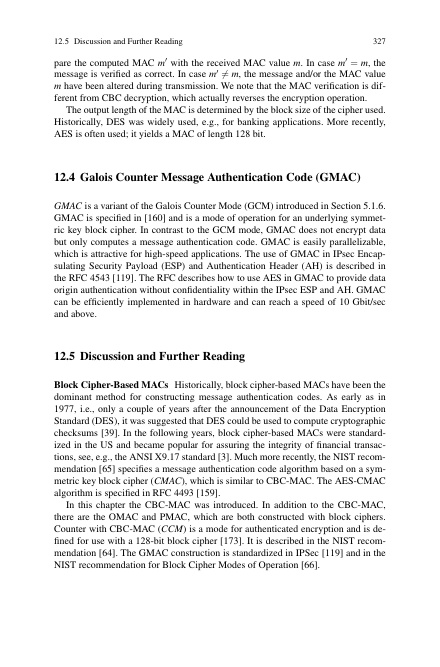 12.5 Discussion and Further Reading 327
pare the computed MAC m′ with the received MAC value m. In case m′ = m, the
message is verified as correct. In case m′ ≠ m, the message and/or the MAC value
m have been altered during transmission. We note that the MAC verification is dif-
ferent from CBC decryption, which actually reverses the encryption operation.
The output length of the MAC is determined by the block size of the cipher used.
Historically, DES was widely used, e.g., for banking applications. More recently,
AES is often used; it yields a MAC of length 128 bit.
12.4 Galois Counter Message Authentication Code (GMAC)
GMAC is a variant of the Galois Counter Mode (GCM) introduced in Section 5.1.6.
GMAC is specified in [160] and is a mode of operation for an underlying symmet-
ric key block cipher. In contrast to the GCM mode, GMAC does not encrypt data
but only computes a message authentication code. GMAC is easily parallelizable,
which is attractive for high-speed applications. The use of GMAC in IPsec Encap-
sulating Security Payload (ESP) and Authentication Header (AH) is described in
the RFC 4543 [119]. The RFC describes how to use AES in GMAC to provide data
origin authentication without confidentiality within the IPsec ESP and AH. GMAC
can be efficiently implemented in hardware and can reach a speed of 10 Gbit/sec
and above.
12.5 Discussion and Further Reading
Block Cipher-Based MACs Historically, block cipher-based MACs have been the
dominant method for constructing message authentication codes. As early as in
1977, i.e., only a couple of years after the announcement of the Data Encryption
Standard (DES), it was suggested that DES could be used to compute cryptographic
checksums [39]. In the following years, block cipher-based MACs were standard-
ized in the US and became popular for assuring the integrity of financial transac-
tions, see, e.g., the ANSI X9.17 standard [3]. Much more recently, the NIST recom-
mendation [65] specifies a message authentication code algorithm based on a sym-
metric key block cipher (CMAC), which is similar to CBC-MAC. The AES-CMAC
algorithm is specified in RFC 4493 [159].
In this chapter the CBC-MAC was introduced. In addition to the CBC-MAC,
there are the OMAC and PMAC, which are both constructed with block ciphers.
Counter with CBC-MAC (CCM) is a mode for authenticated encryption and is de-
fined for use with a 128-bit block cipher [173]. It is described in the NIST recom-
mendation [64]. The GMAC construction is standardized in IPSec [119] and in the
NIST recommendation for Block Cipher Modes of Operation [66].